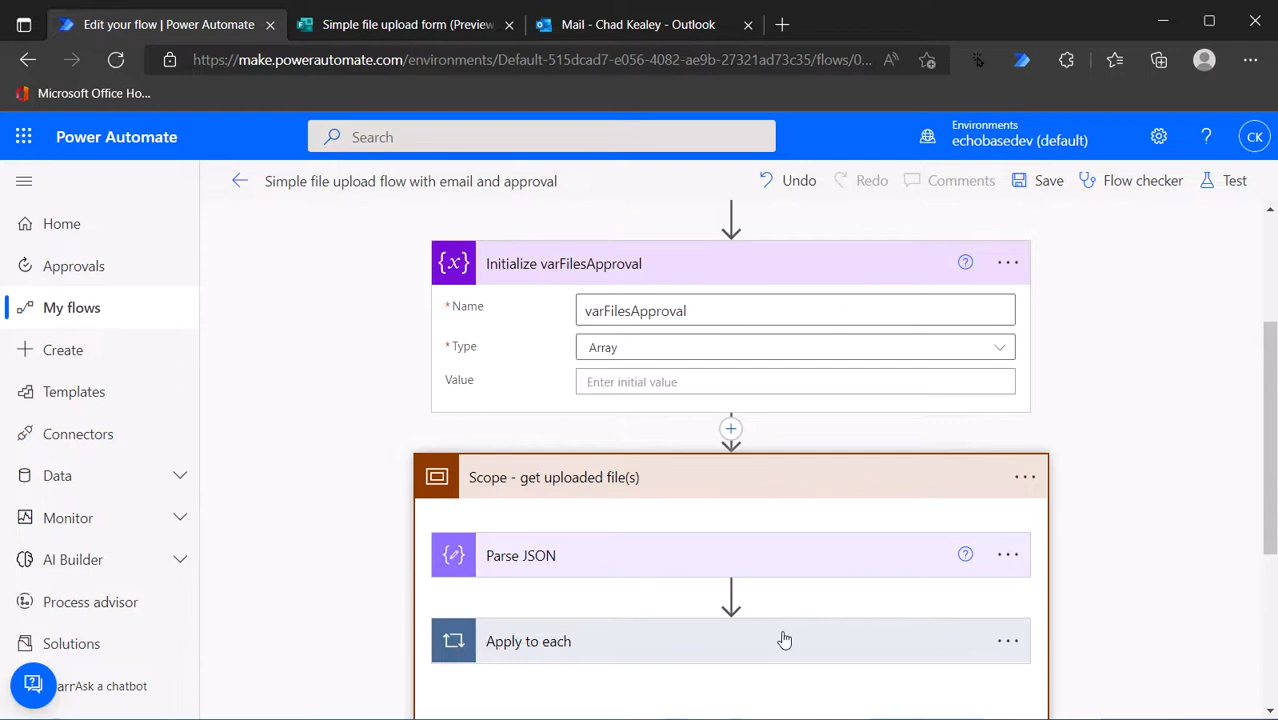 Edit your flow | Power Automate
Simple file upload form (Preview
Mail - Chad Kealey - Outlook
https://make.powerautomate.com/environments/Default-515dcad7-e056-4082-ae9b-27321ad73c35/flows/0...
Microsoft Office Ho...
Power Automate
Search
Environments
echobasedev (default)
CK
Simple file upload flow with email and approval
Undo
Redo
Comments
Save
Flow checker
Test
Home
Approvals
My flows
Create
Templates
Connectors
Data
Monitor
AI Builder
Process advisor
Solutions
Ask a chatbot
{x} Initialize varFilesApproval
* Name
varFilesApproval
* Type
Array
Value
Enter initial value
Scope - get uploaded file(s)
Parse JSON
Apply to each